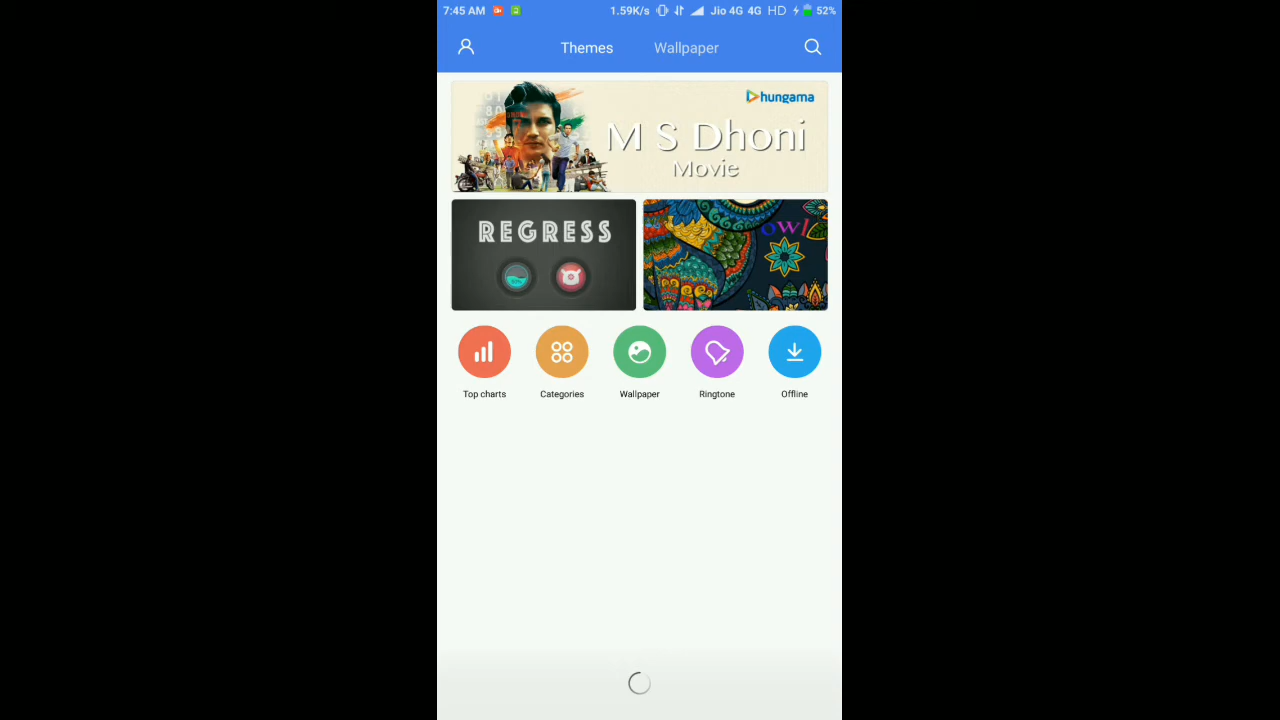 7:45 AM 1.59K/s Jio 4G 4G HD 52%
Themes Wallpaper
hungama
M S Dhoni
Movie
REGRESS
owl
Top charts Categories Wallpaper Ringtone Offline